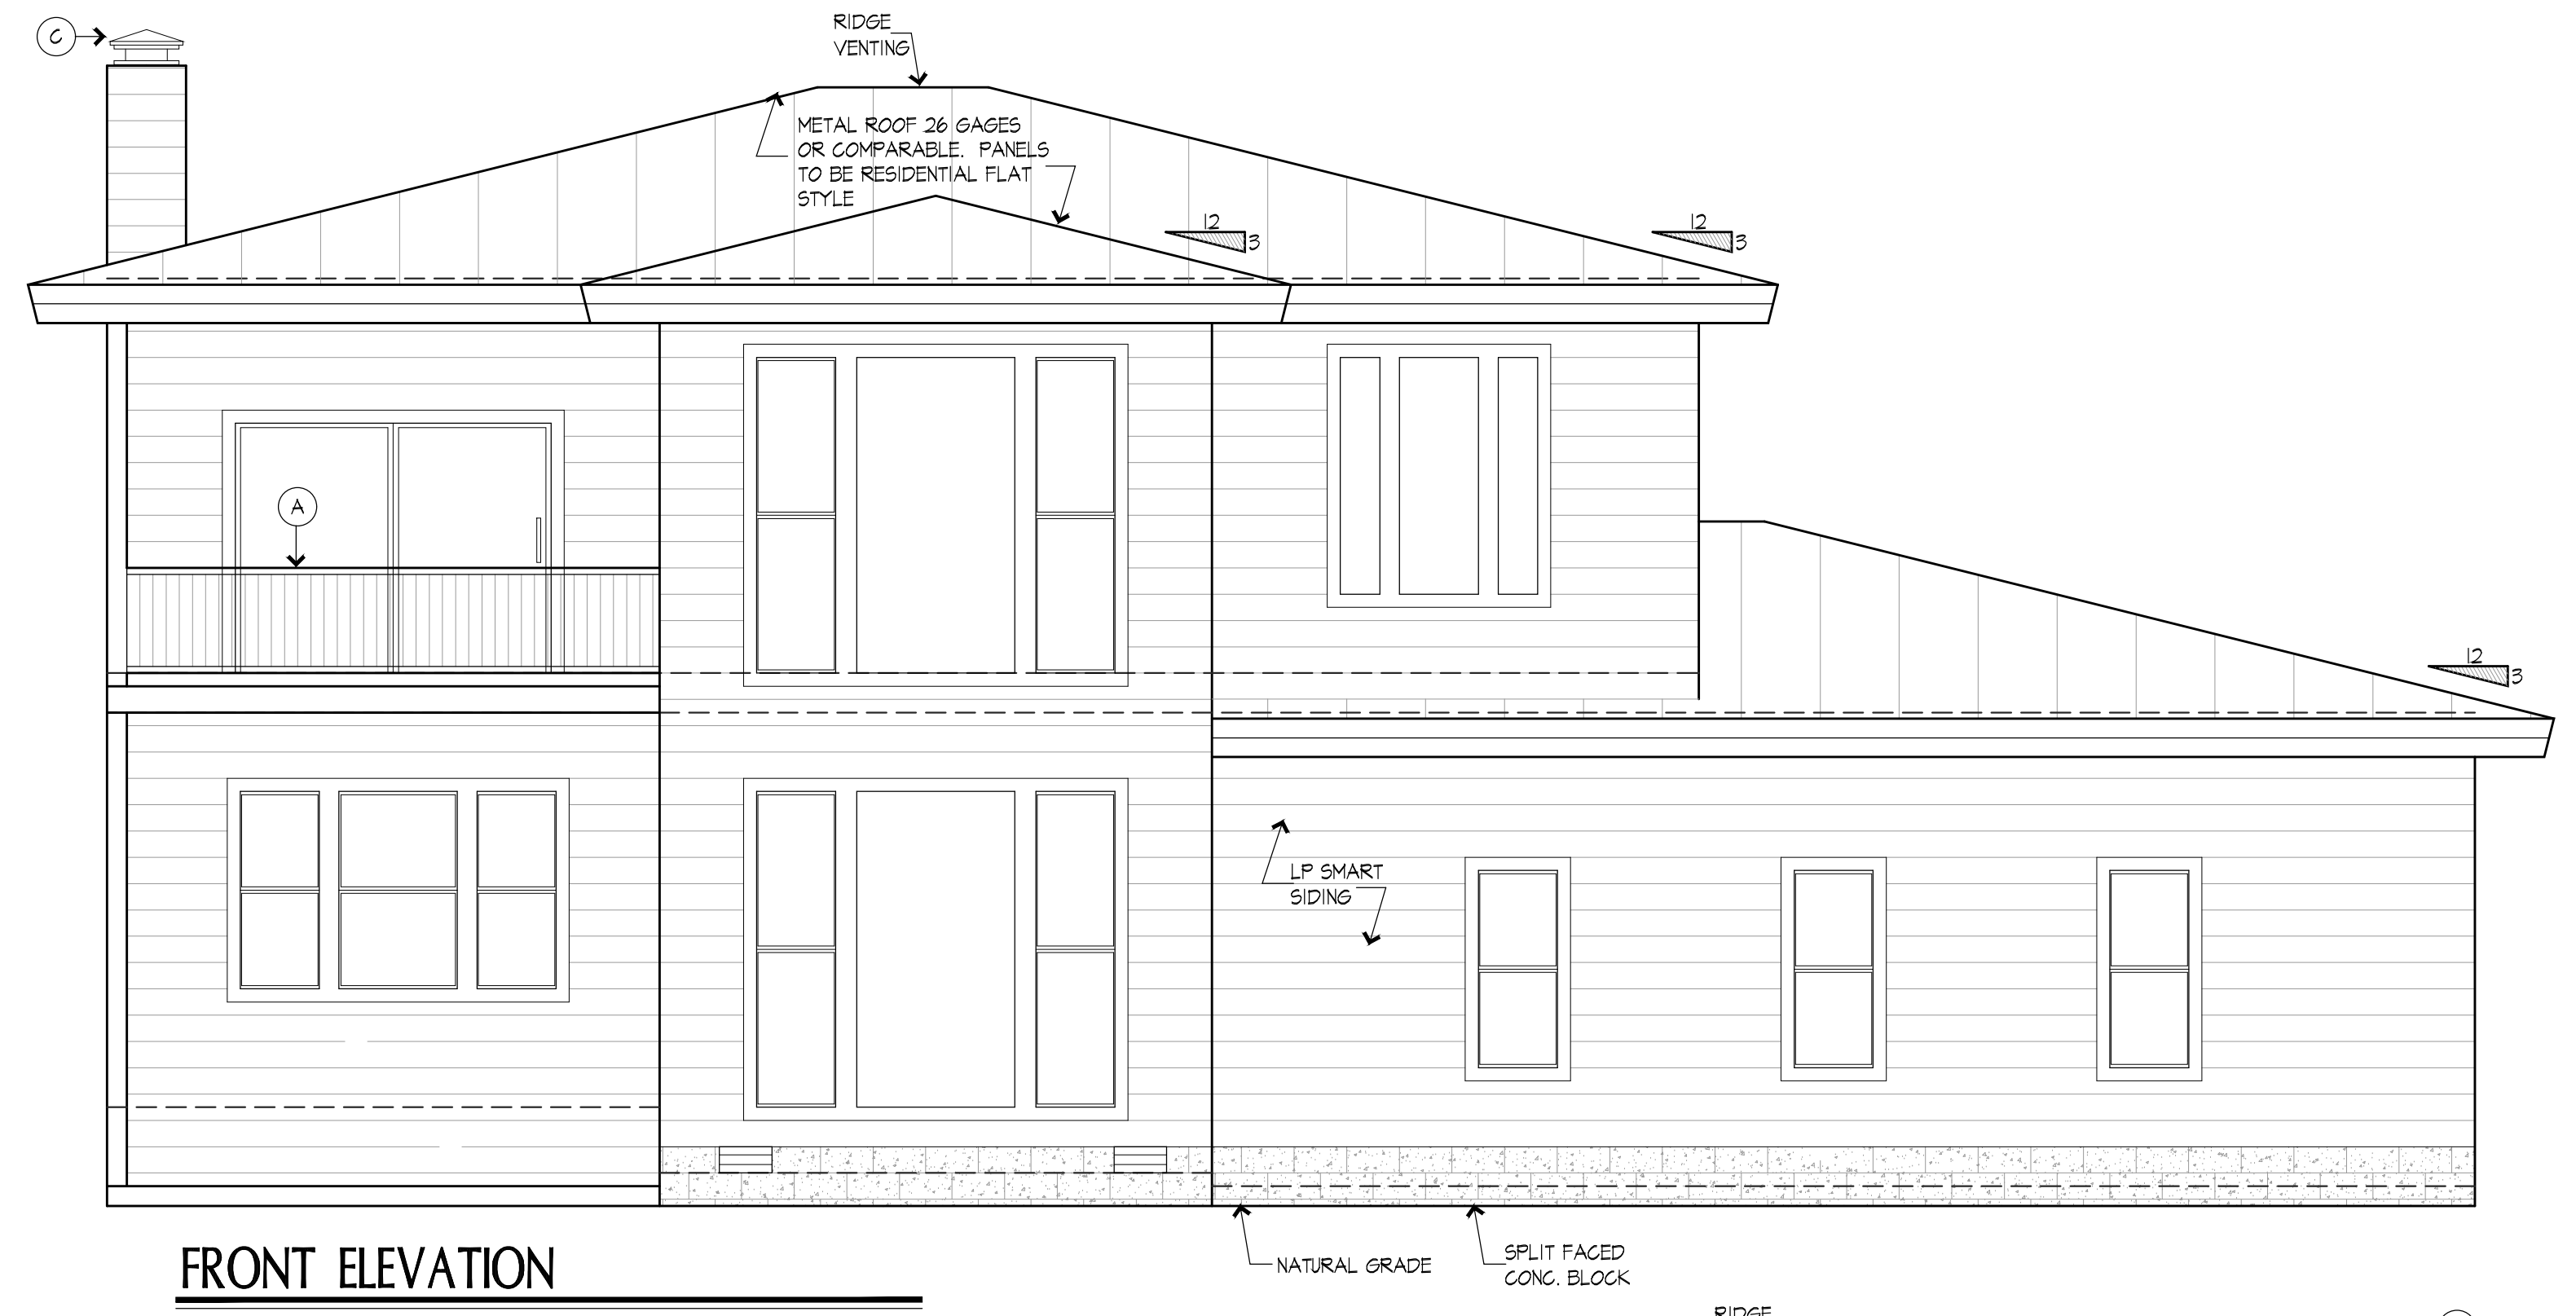 C
RIDGE
VENTING
METAL ROOF 26 GAGES
OR COMPARABLE. PANELS
TO BE RESIDENTIAL FLAT
STYLE
12
3
12
3
A
12
3
LP SMART
SIDING
NATURAL GRADE
SPLIT FACED
CONC. BLOCK
FRONT ELEVATION
RIDGE